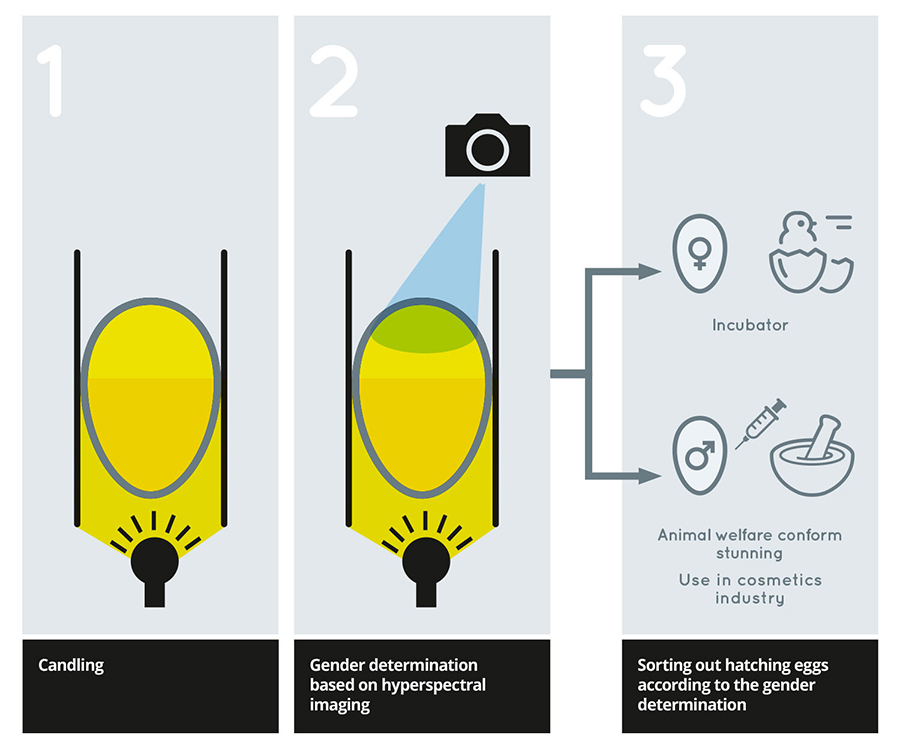 1
2
3
Incubator
Animal welfare conform
stunning
Use in cosmetics
industry
Candling
Gender determination
based on hyperspectral
imaging
Sorting out hatching eggs
according to the gender
determination